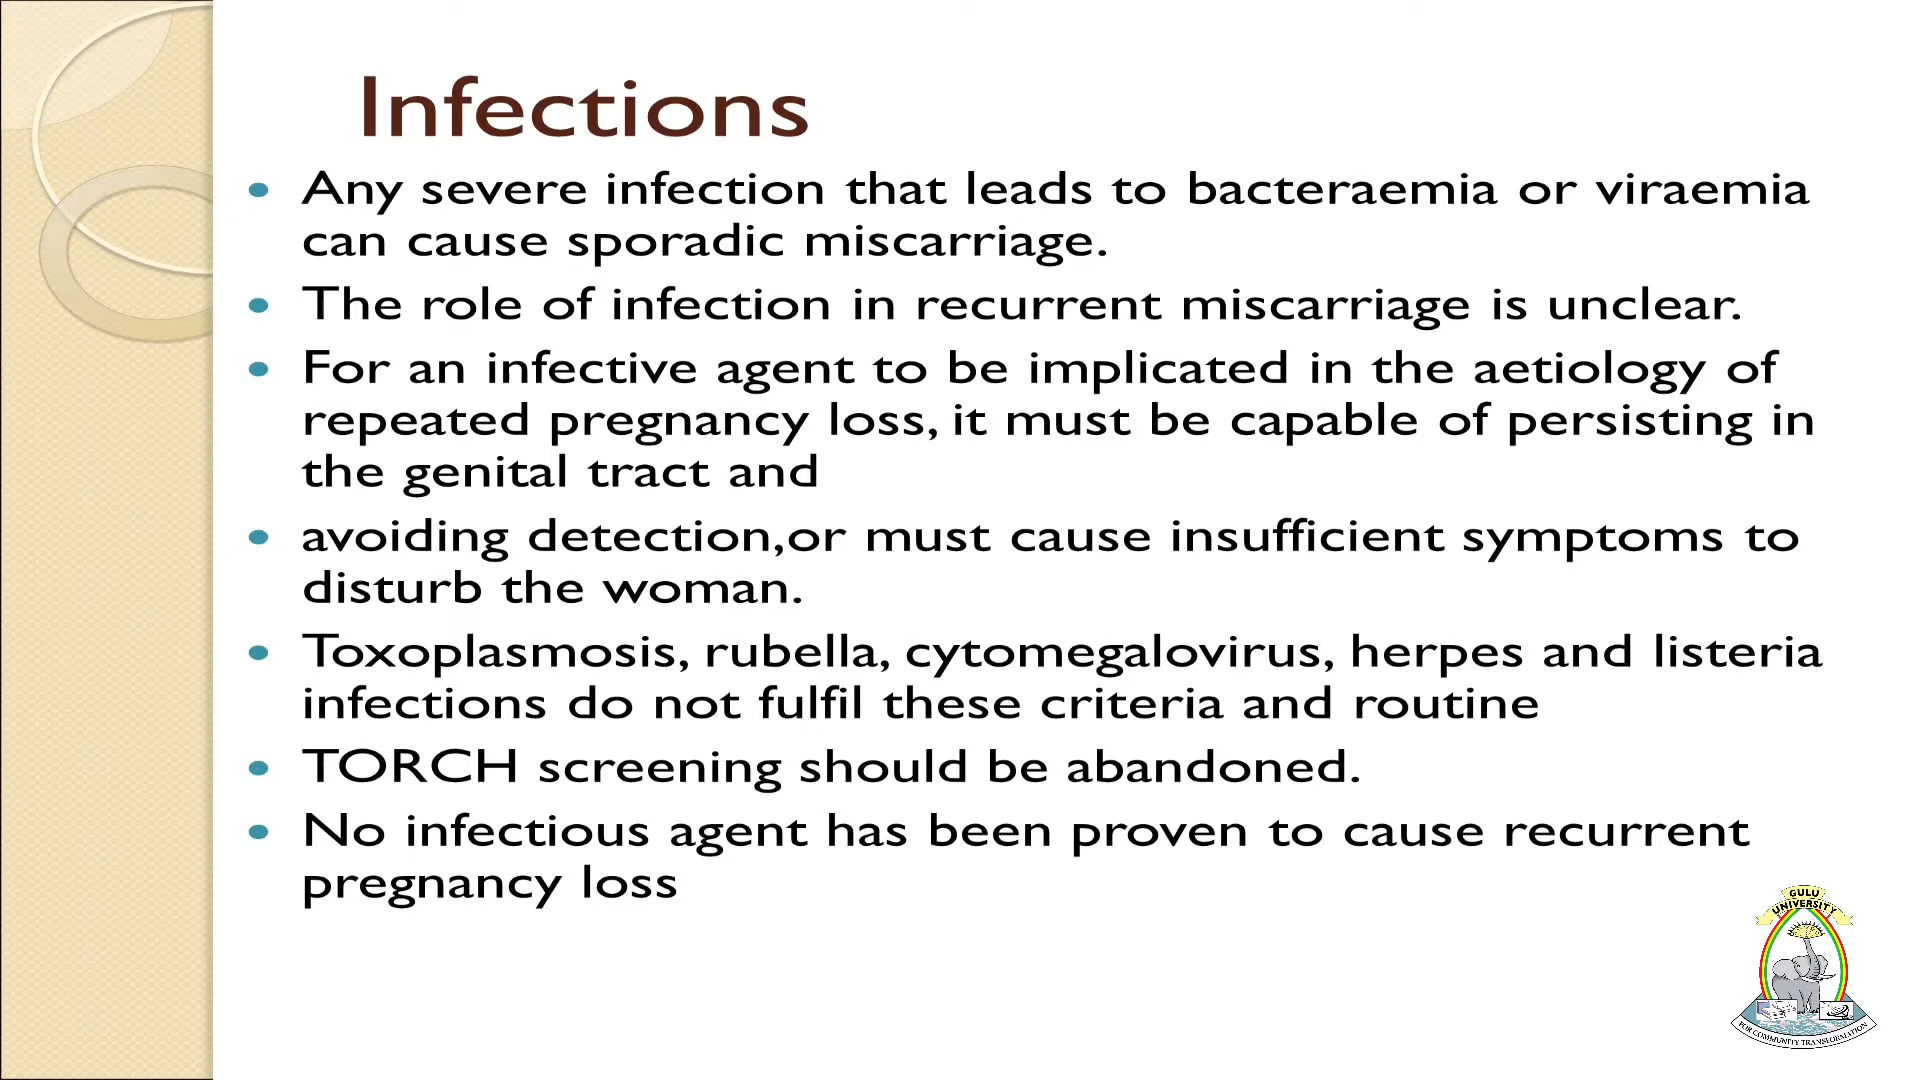 Infections
• Any severe infection that leads to bacteraemia or viraemia
can cause sporadic miscarriage.
• The role of infection in recurrent miscarriage is unclear.
• For an infective agent to be implicated in the aetiology of
repeated pregnancy loss, it must be capable of persisting in
the genital tract and
• avoiding detection,or must cause insufficient symptoms to
disturb the woman.
• Toxoplasmosis, rubella, cytomegalovirus, herpes and listeria
infections do not fulfil these criteria and routine
• TORCH screening should be abandoned.
• No infectious agent has been proven to cause recurrent
pregnancy loss
GULU
UNIVERSITY
FOR COMMUNITY TRANSFORMATION